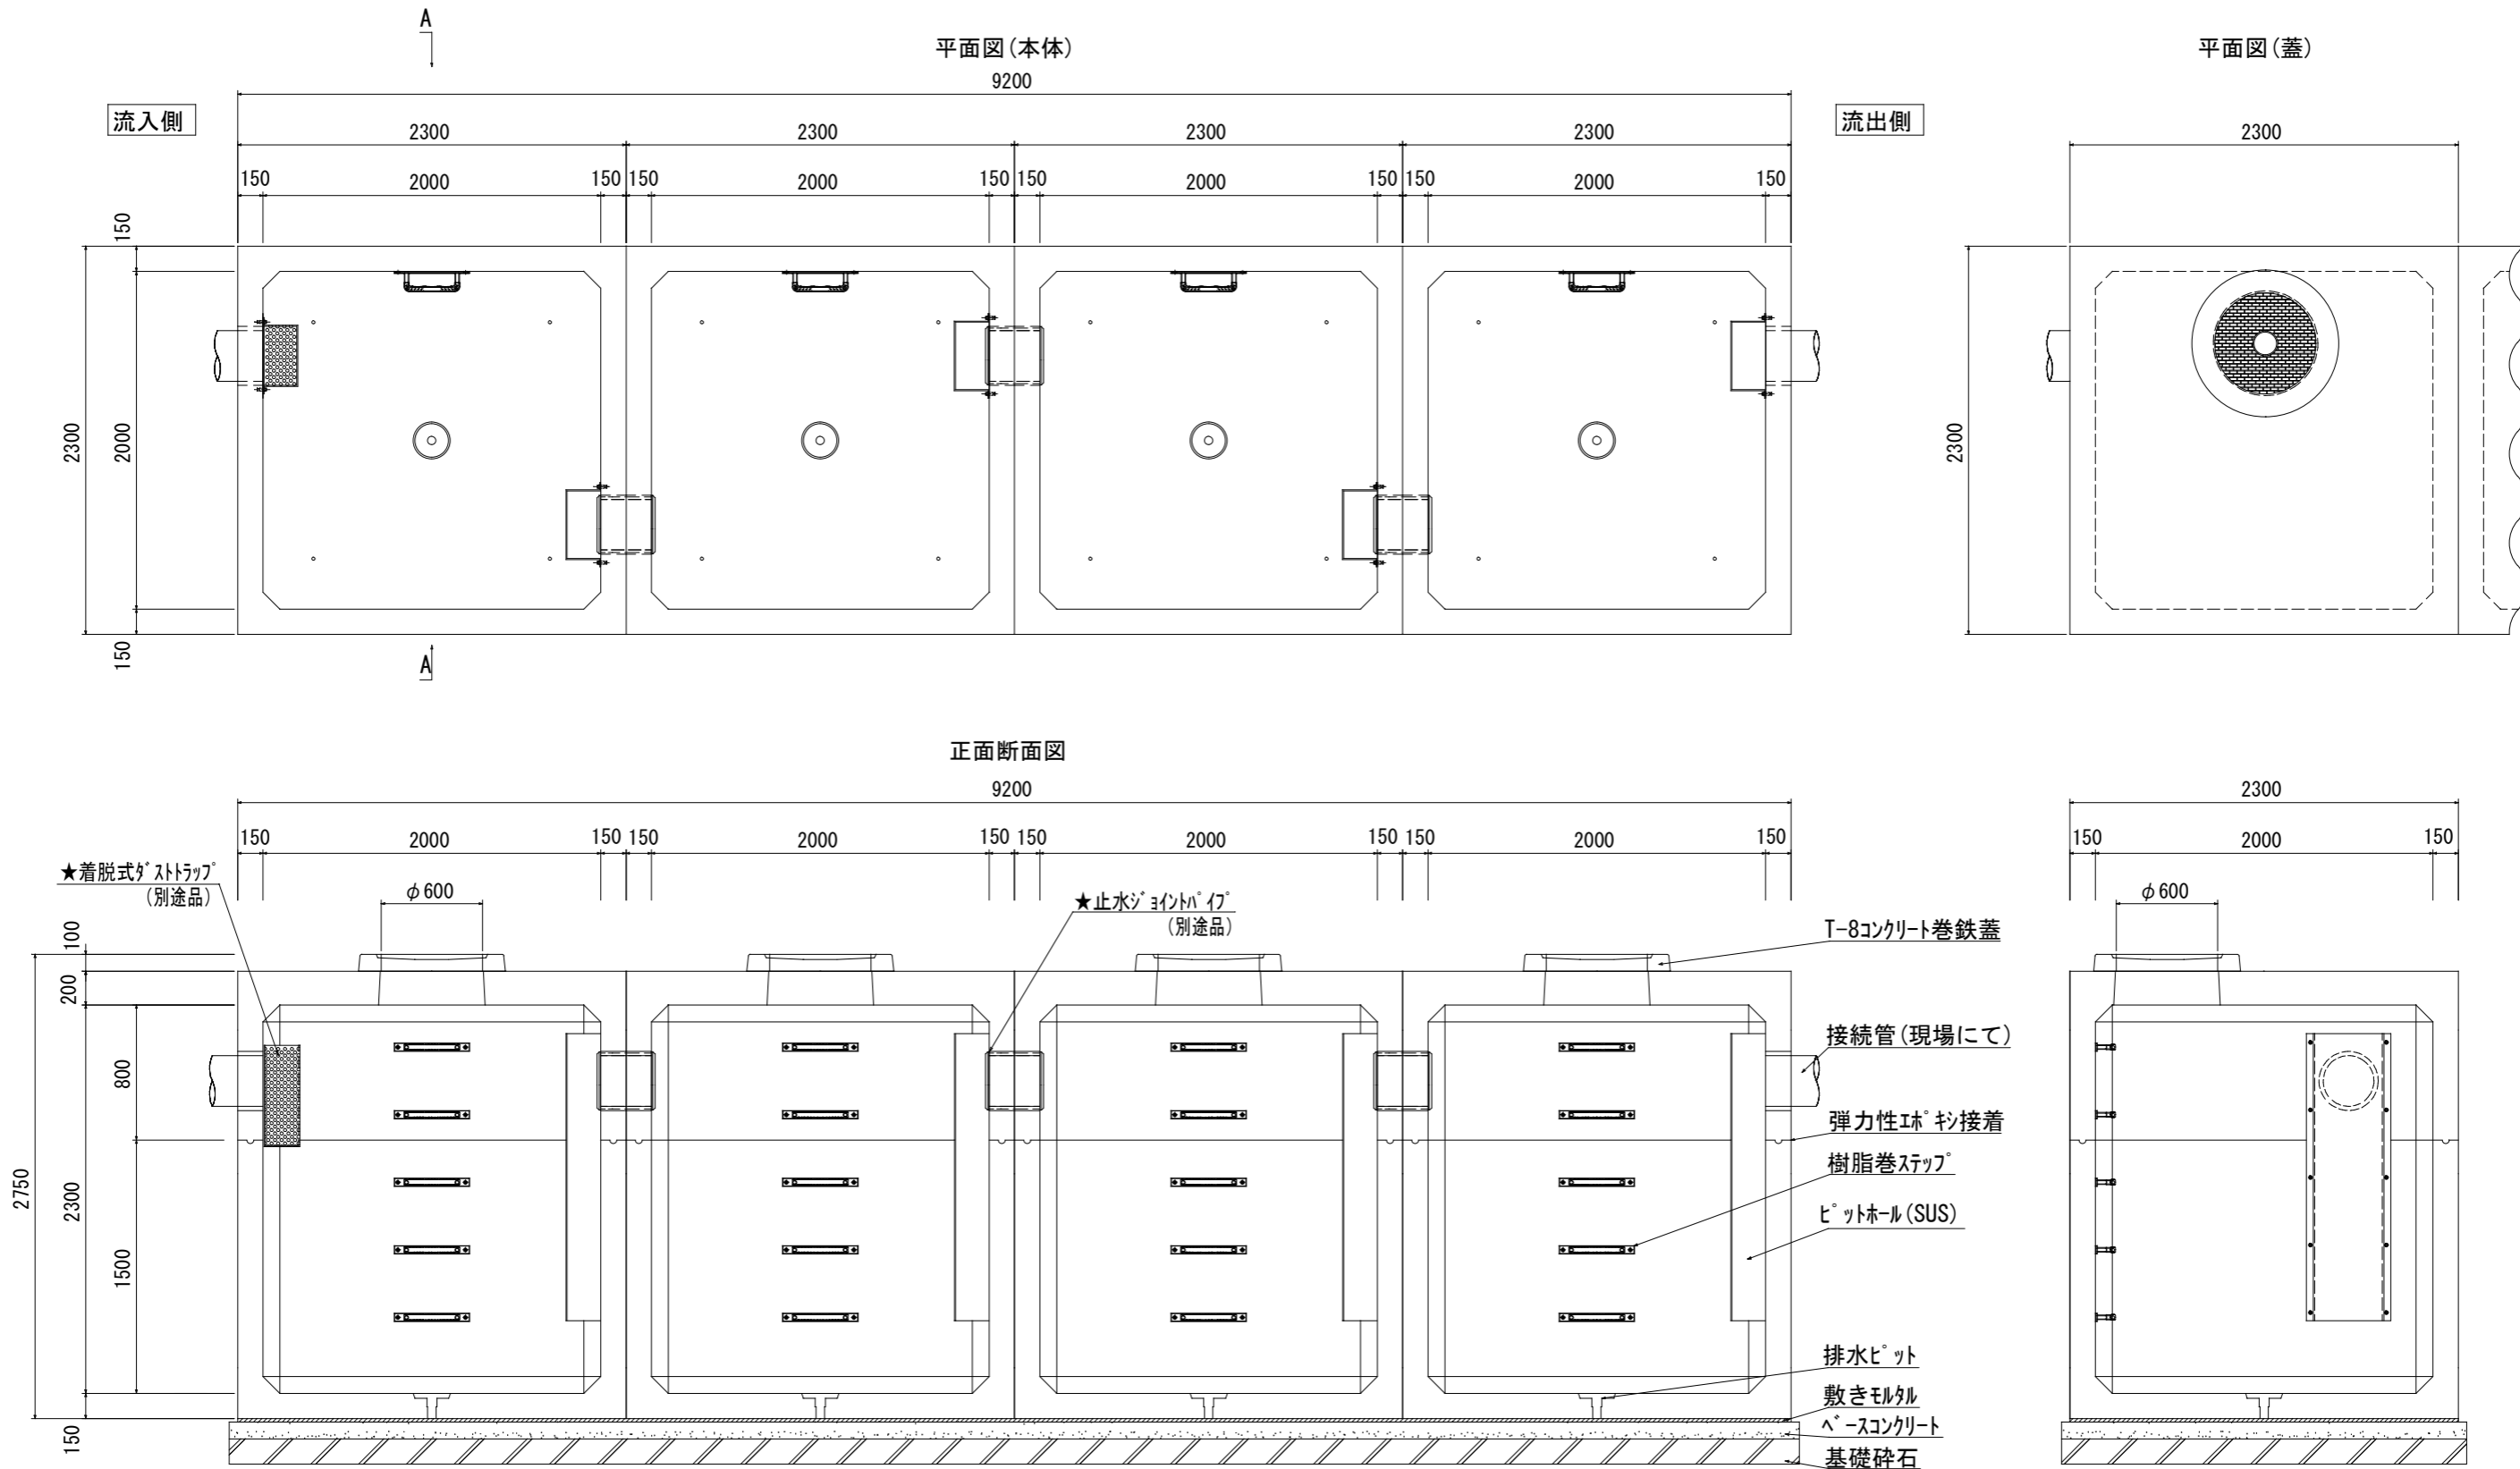 A
平面図(本体)
平面図(蓋)
9200
流入側
流出側
2300 2300 2300 2300
2300
150 2000 150 150 2000 150 150 2000 150 150 2000 150
150
2300
2000
150
2300
A
正面断面図
9200
2300
150 2000 150 150 2000 150 150 2000 150 150 2000 150
150 2000 150
★着脱式ダストトラップ
(別途品)
φ600
★止水ジョイントパイプ
(別途品)
φ600
T-8コンクリート巻鉄蓋
100
200
接続管(現場にて)
800
弾力性エポキシ接着
樹脂巻ステップ
2750
2300
ピットホール(SUS)
1500
排水ピット
敷きモルタル
ベースコンクリート
150
基礎砕石